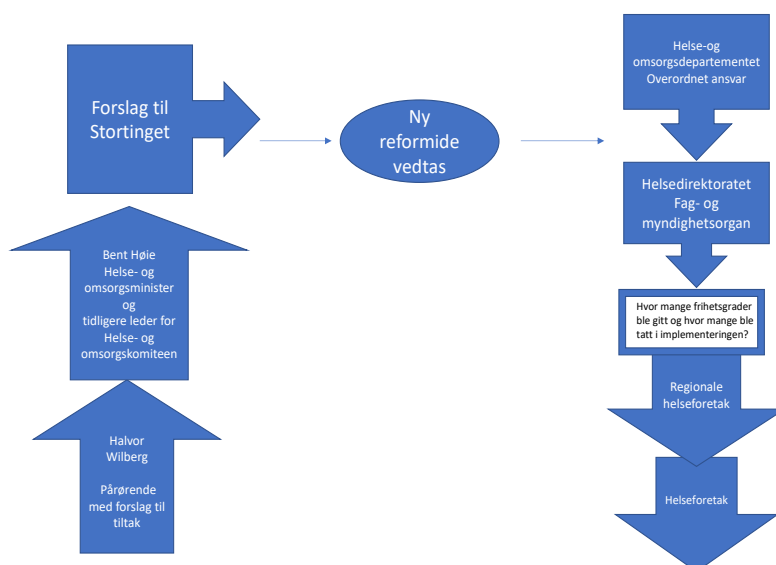 Forslag til
Stortinget
Bent Høie
Helse- og
omsorgsminister
og
tidligere leder for
Helse- og
omsorgskomiteen
Halvor
Wilberg
Pårørende
med forslag til
tiltak
Ny
reformide
vedtas
Helse-og
omsorgsdepartementet
Overordnet ansvar
Helsedirektoratet
Fag- og
myndighetsorgan
Hvor mange frihetsgrader
ble gitt og hvor mange ble
tatt i implementeringen?
Regionale
helseforetak
Helseforetak